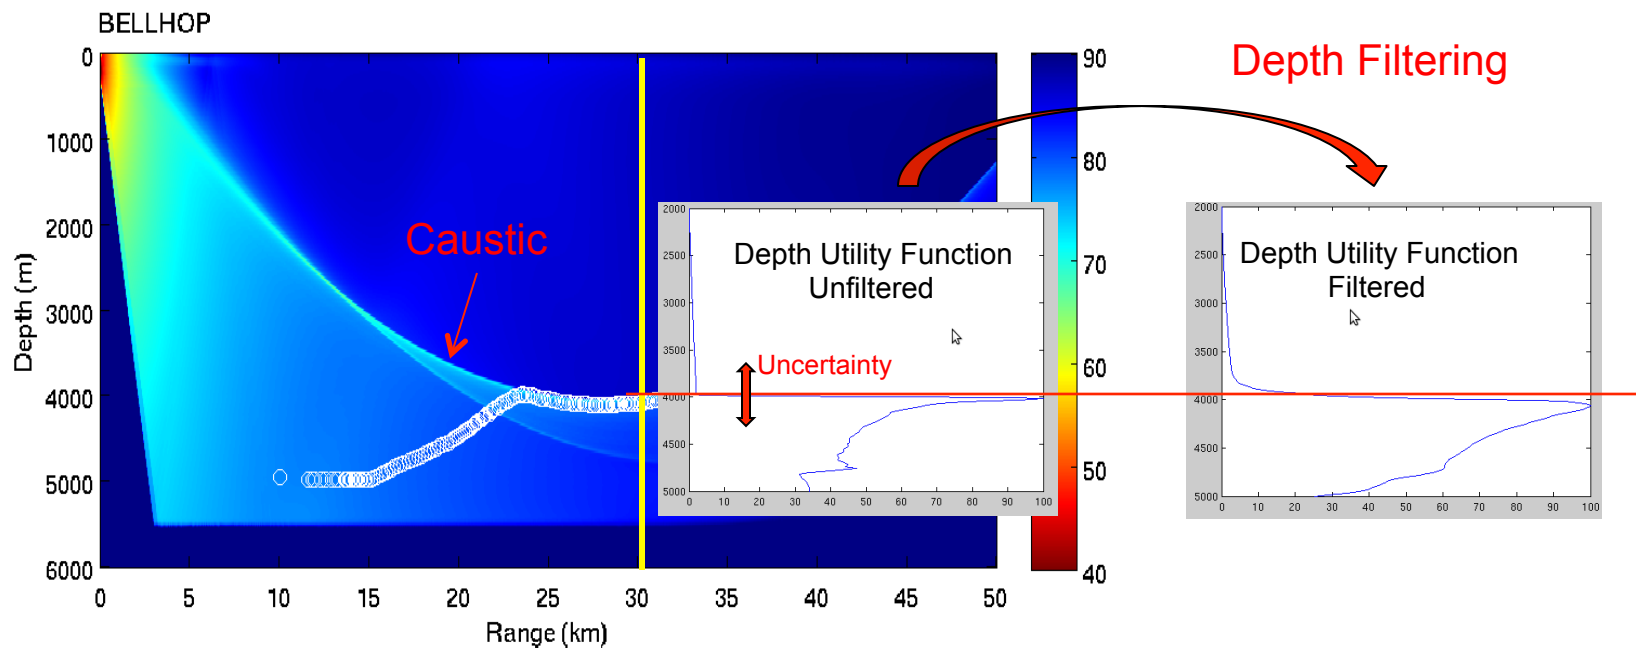 BELLHOP
Depth Filtering
0
1000
2000
3000
4000
5000
6000
Depth (m)
0 5 10 15 20 25 30 35 40 45 50
Range (km)
90
80
70
60
50
40
Caustic
Depth Utility Function
Unfiltered
Uncertainty
2000
2500
3000
3500
4000
4500
5000
0 10 20 30 40 50 60 70 80 90 100
Depth Utility Function
Filtered
2000
2500
3000
3500
4000
4500
5000
0 10 20 30 40 50 60 70 80 90 100